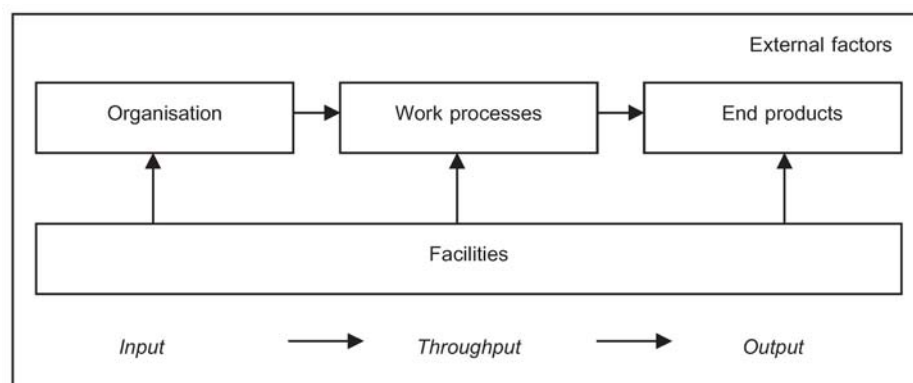 External factors
Organisation
Work processes
End products
Facilities
Input
Throughput
Output